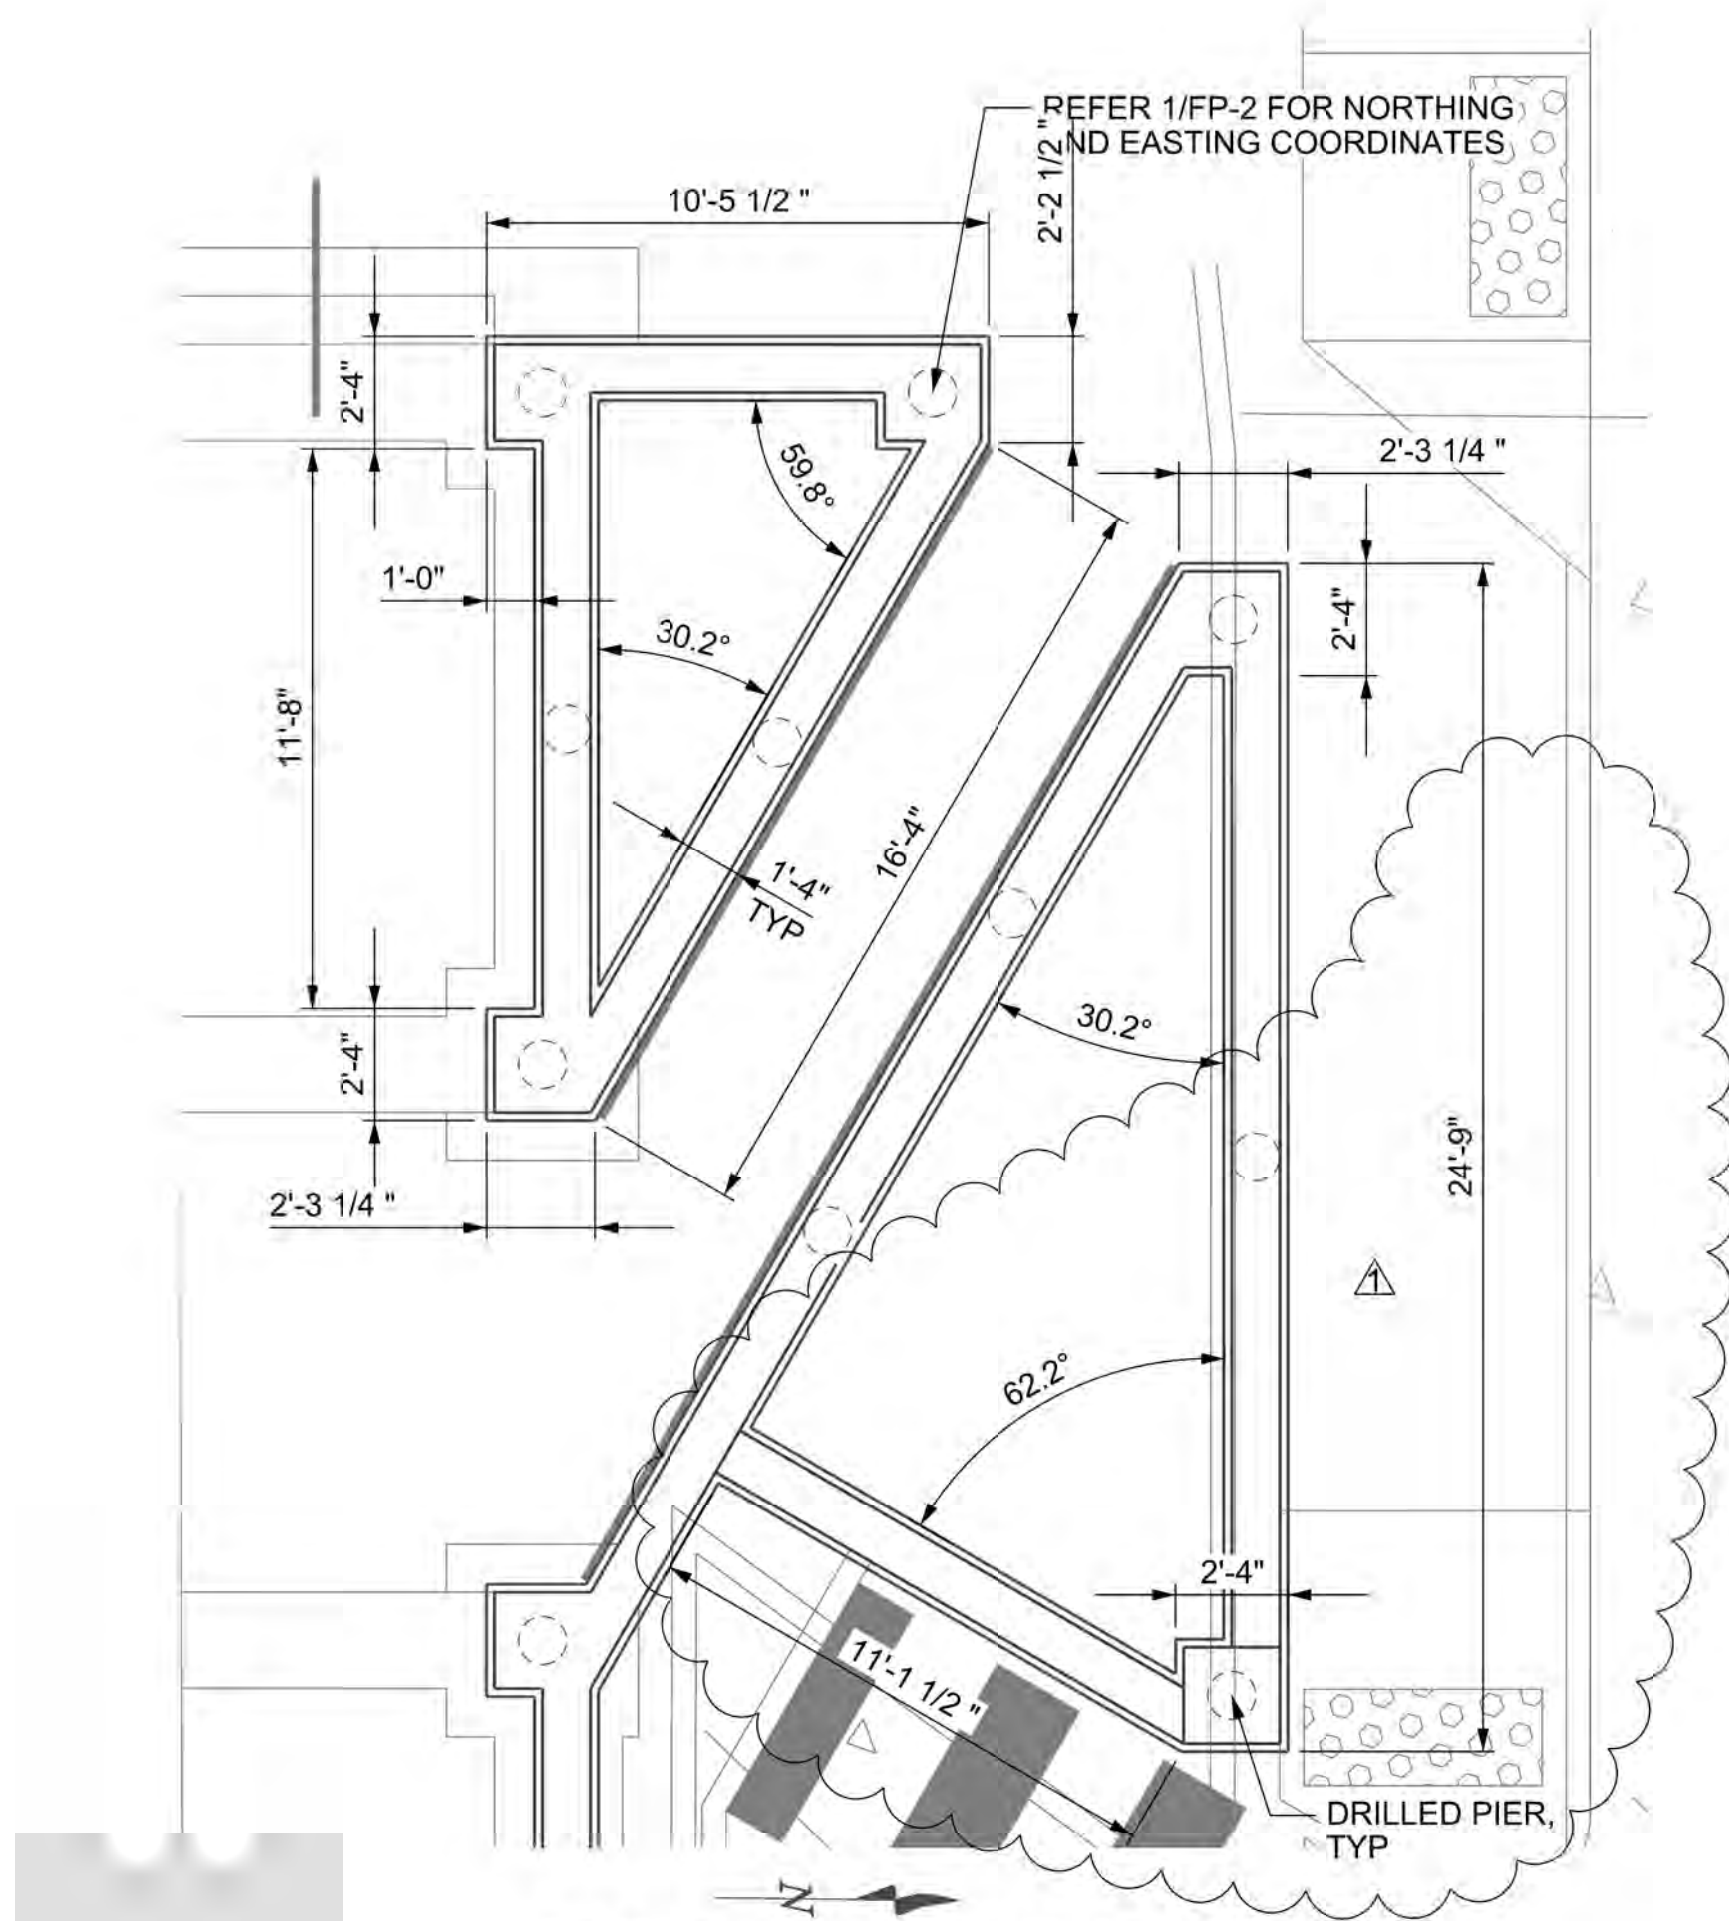 REFER 1/FP-2 FOR NORTHING
ND EASTING COORDINATES
2'-2 1/2 "
10'-5 1/2 "
2'-4"
2'-3 1/4 "
59.8°
1'-0"
2'-4"
30.2°
11'-8"
16'-4"
1'-4"
TYP
30.2°
2'-4"
24'-9"
2'-3 1/4 "
1
62.2°
2'-4"
11'-1 1/2 "
DRILLED PIER,
TYP
N